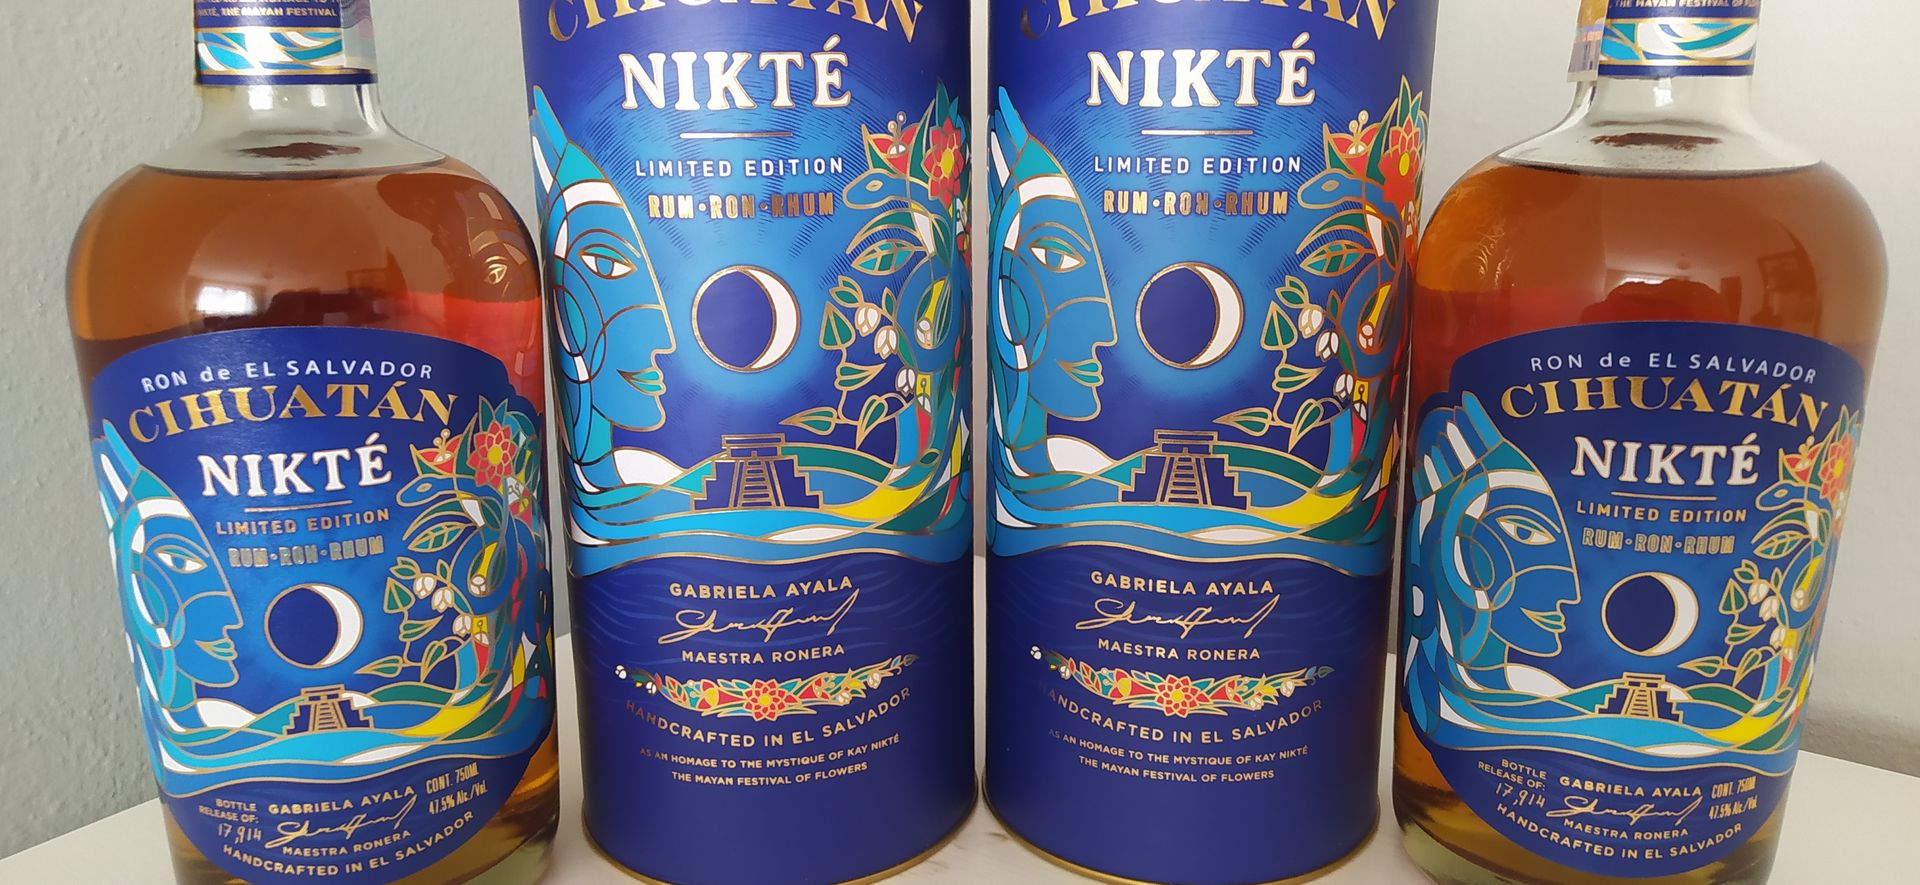 NIKTÉ, THE MAYAN FESTIVAL
RON de EL SALVADOR
CIHUATÁN
NIKTÉ
LIMITED EDITION
RUM•RON•RHUM
BOTTLE
RELEASE OF:
17,914
GABRIELA AYALA
MAESTRA RONERA
CONT. 750ML
47.5% Alc./Vol.
HANDCRAFTED IN EL SALVADOR
CIHUATÁN
NIKTÉ
LIMITED EDITION
RUM•RON•RHUM
GABRIELA AYALA
MAESTRA RONERA
HANDCRAFTED IN EL SALVADOR
AS AN HOMAGE TO THE MYSTIQUE OF KAY NIKTÉ
THE MAYAN FESTIVAL OF FLOWERS
CIHUATÁN
NIKTÉ
LIMITED EDITION
RUM•RON•RHUM
GABRIELA AYALA
MAESTRA RONERA
HANDCRAFTED IN EL SALVADOR
AS AN HOMAGE TO THE MYSTIQUE OF KAY NIKTÉ
THE MAYAN FESTIVAL OF FLOWERS
THE MAYAN FESTIVAL OF
RON de EL SALVADOR
CIHUATÁN
NIKTÉ
LIMITED EDITION
RUM•RON•RHUM
BOTTLE
RELEASE OF:
17,914
GABRIELA AYALA
MAESTRA RONERA
CONT. 750ML
47.5% Alc./Vol.
HANDCRAFTED IN EL SALVADOR